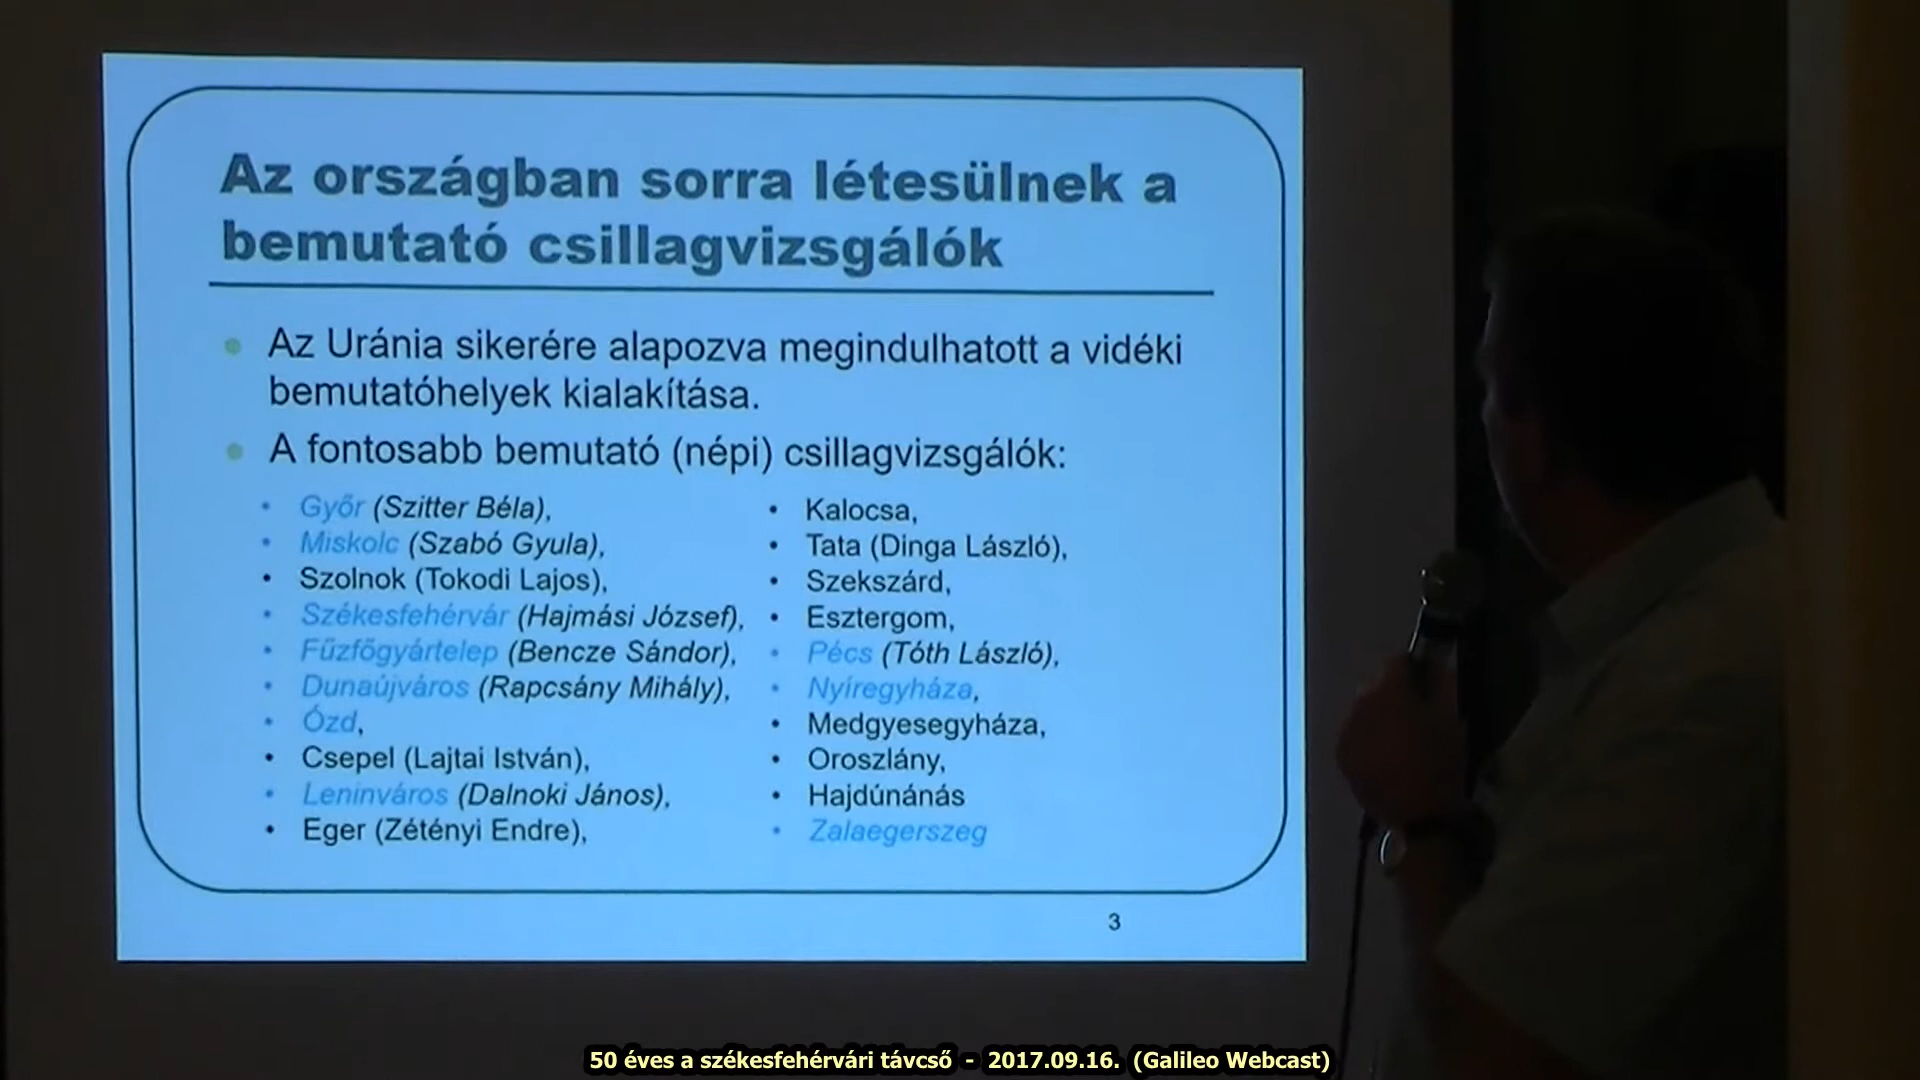 Az országban sorra létesülnek a
bemutató csillagvizsgálók
Az Uránia sikerére alapozva megindulhatott a vidéki
bemutatóhelyek kialakítása.
A fontosabb bemutató (népi) csillagvizsgálók:
Győr (Szitter Béla),
Miskolc (Szabó Gyula),
Szolnok (Tokodi Lajos),
Székesfehérvár (Hajmási József),
Fűzfőgyártelep (Bencze Sándor),
Dunaújváros (Rapcsány Mihály),
Ózd,
Csepel (Lajtai István),
Leninváros (Dalnoki János),
Eger (Zétényi Endre),
Kalocsa,
Tata (Dinga László),
Szekszárd,
Esztergom,
Pécs (Tóth László),
Nyíregyháza,
Medgyesegyháza,
Oroszlány,
Hajdúnánás
Zalaegerszeg
3
50 éves a székesfehérvári távcső - 2017.09.16. (Galileo Webcast)